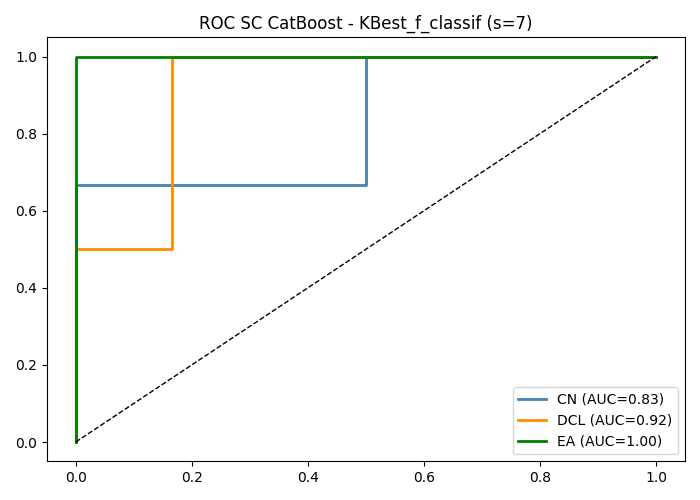 ROC SC CatBoost - KBest_f_classif (s=7)
1.0
0.8
0.6
0.4
0.2
0.0
0.0 0.2 0.4 0.6 0.8 1.0
CN (AUC=0.83)
DCL (AUC=0.92)
EA (AUC=1.00)